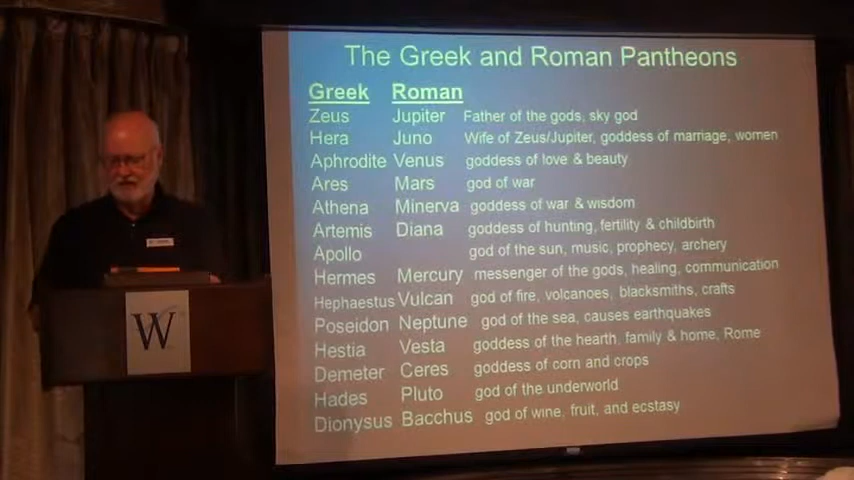 The Greek and Roman Pantheons
Greek Roman
Zeus Jupiter Father of the gods, sky god
Hera Juno Wife of Zeus/Jupiter, goddess of marriage, women
Aphrodite Venus goddess of love & beauty
Ares Mars god of war
Athena Minerva goddess of war & wisdom
Artemis Diana goddess of hunting, fertility & childbirth
Apollo god of the sun, music, prophecy, archery
Hermes Mercury messenger of the gods, healing, communication
Hephaestus Vulcan god of fire, volcanoes, blacksmiths, crafts
Poseidon Neptune god of the sea, causes earthquakes
Hestia Vesta goddess of the hearth, family & home, Rome
Demeter Ceres goddess of corn and crops
Hades Pluto god of the underworld
Dionysus Bacchus god of wine, fruit, and ecstasy
W